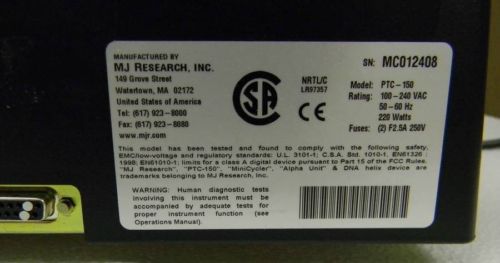 MANUFACTURED BY
MJ RESEARCH, INC.
149 Grove Street
Watertown, MA 02172
United States of America
Tel: (617) 923-8000
Fax: (617) 923-8080
www.mjr.com
CSA
NRTL/C
LR97357
SN: MC012408
Model: PTC-150
Rating: 100-240 VAC
50-60 Hz
220 Watts
Fuses: (2) F2.5A 250V
This model has been tested and found to comply with the following safety,
EMC/low-voltage and regulatory standards: U.L. 3101-1; C.S.A. Std. 1010-1, EN61326:
1998; EN61010-1; limits for a class A digital device pursuant to Part 15 of the FCC Rules.
"MJ Research", "PTC-150", "MiniCycler", "Alpha Unit" & DNA helix device are
trademarks belonging to MJ Research, Inc.
WARNING: Human diagnostic tests
involving this instrument must be
accompanied by adequate tests for
proper instrument function (see
Operations Manual).